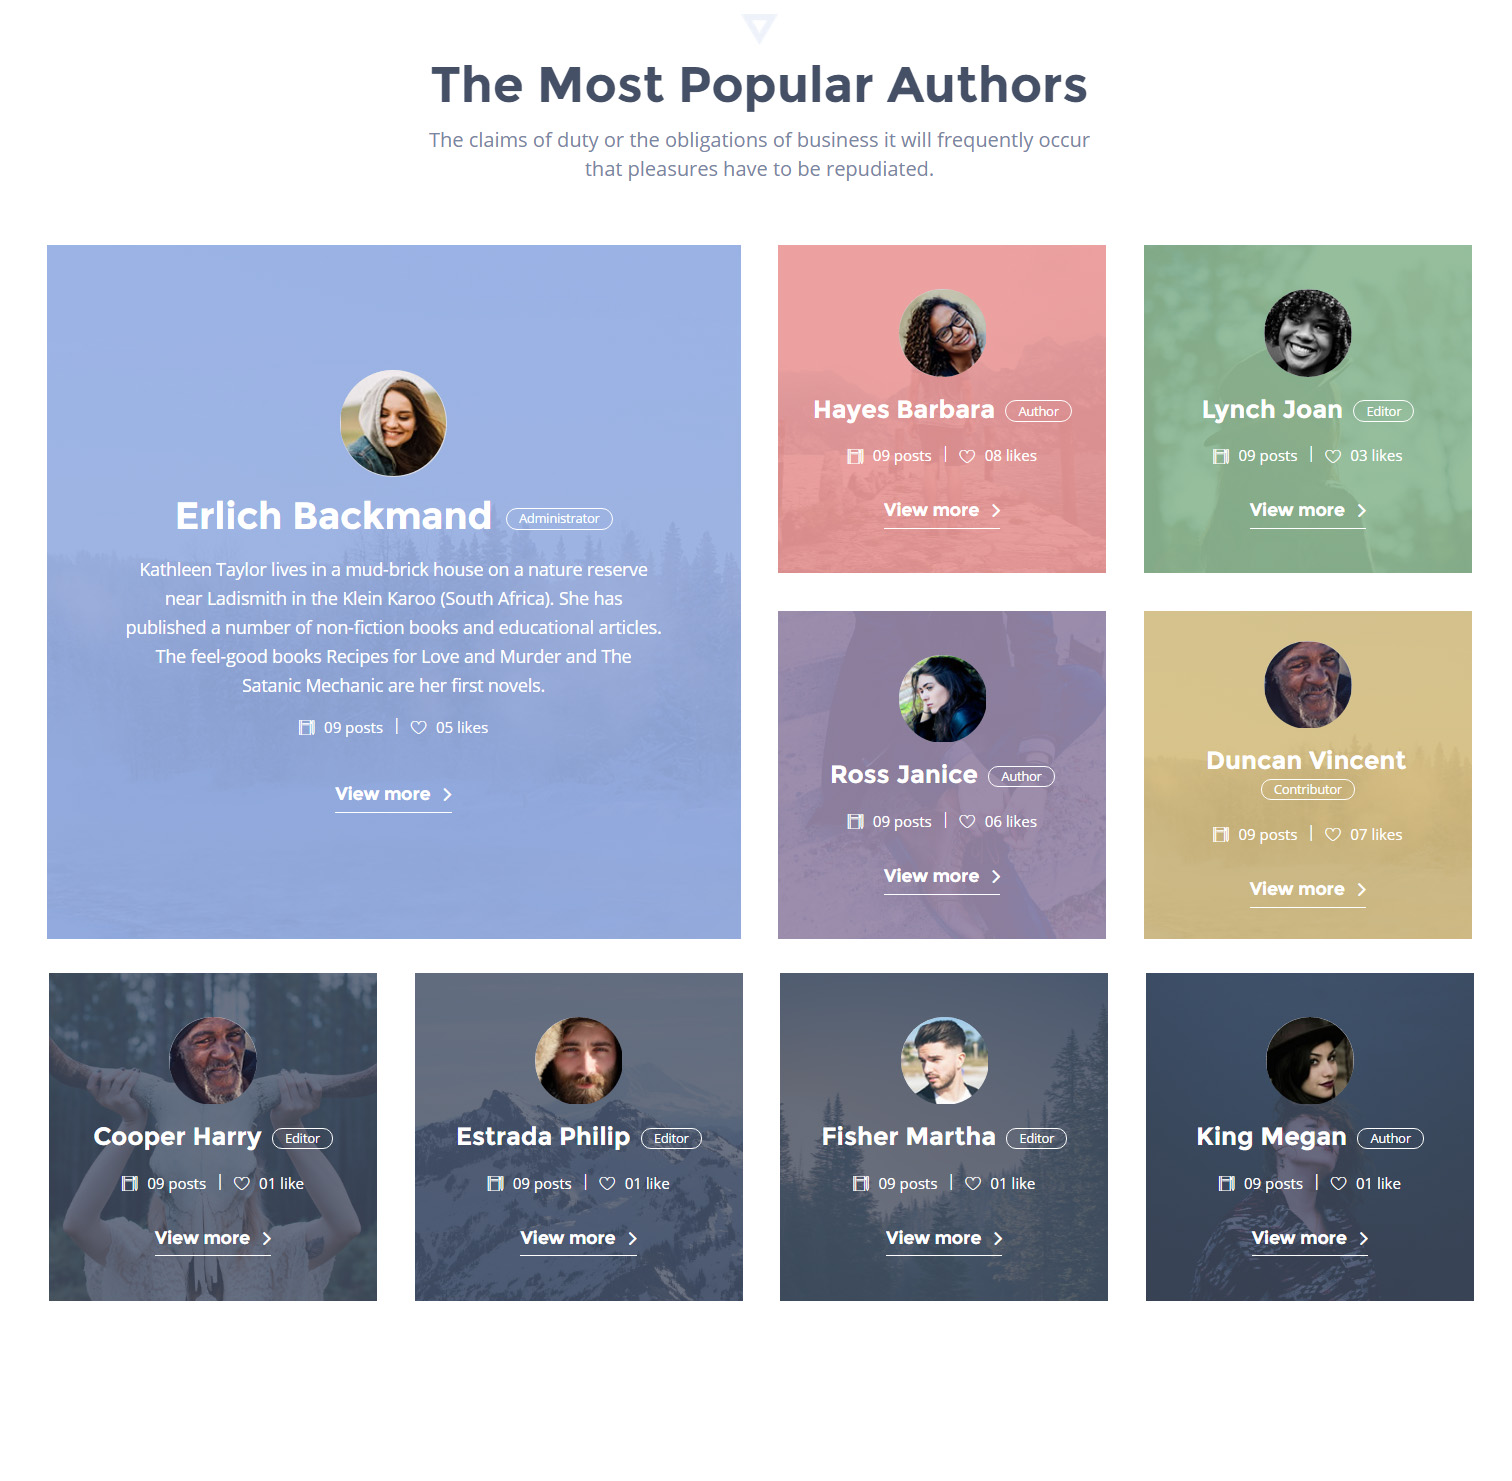 The Most Popular Authors
The claims of duty or the obligations of business it will frequently occur
that pleasures have to be repudiated.
Erlich Backmand Administrator
Kathleen Taylor lives in a mud-brick house on a nature reserve
near Ladismith in the Klein Karoo (South Africa). She has
published a number of non-fiction books and educational articles.
The feel-good books Recipes for Love and Murder and The
Satanic Mechanic are her first novels.
09 posts | 05 likes
View more
Hayes Barbara Author
09 posts | 08 likes
View more
Lynch Joan Editor
09 posts | 03 likes
View more
Ross Janice Author
09 posts | 06 likes
View more
Duncan Vincent
Contributor
09 posts | 07 likes
View more
Cooper Harry Editor
09 posts | 01 like
View more
Estrada Philip Editor
09 posts | 01 like
View more
Fisher Martha Editor
09 posts | 01 like
View more
King Megan Author
09 posts | 01 like
View more